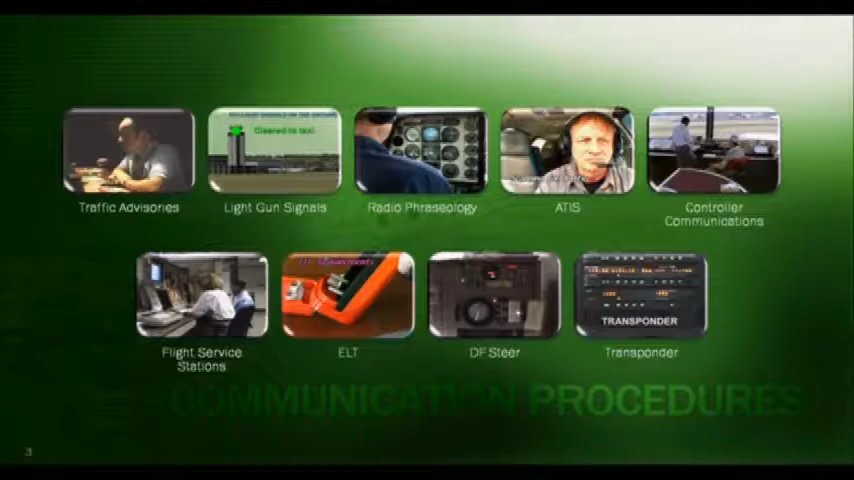 Cleared to taxi
Traffic Advisories
Light Gun Signals
Radio Phraseology
ATIS
Controller
Communications
TRANSPONDER
Flight Service
Stations
ELT
DF Steer
Transponder
COMMUNICATION PROCEDURES
3